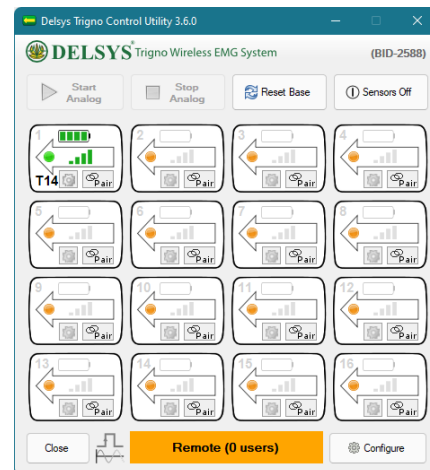 Delsys Trigno Control Utility 3.6.0
DELSYS Trigno Wireless EMG System (BID-2588)
Start Analog Stop Analog Reset Base Sensors Off
1 2 3 4
T14 Pair Pair Pair Pair
5 6 7 8
Pair Pair Pair Pair
9 10 11 12
Pair Pair Pair Pair
13 14 15 16
Pair Pair Pair Pair
Close Remote (0 users) Configure